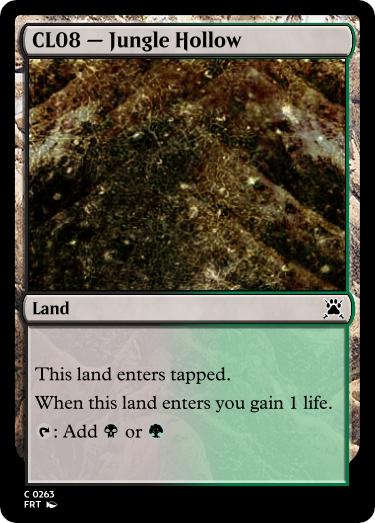 CL08 — Jungle Hollow
Land
This land enters tapped.
When this land enters you gain 1 life.
: Add or
C 0263
FRT